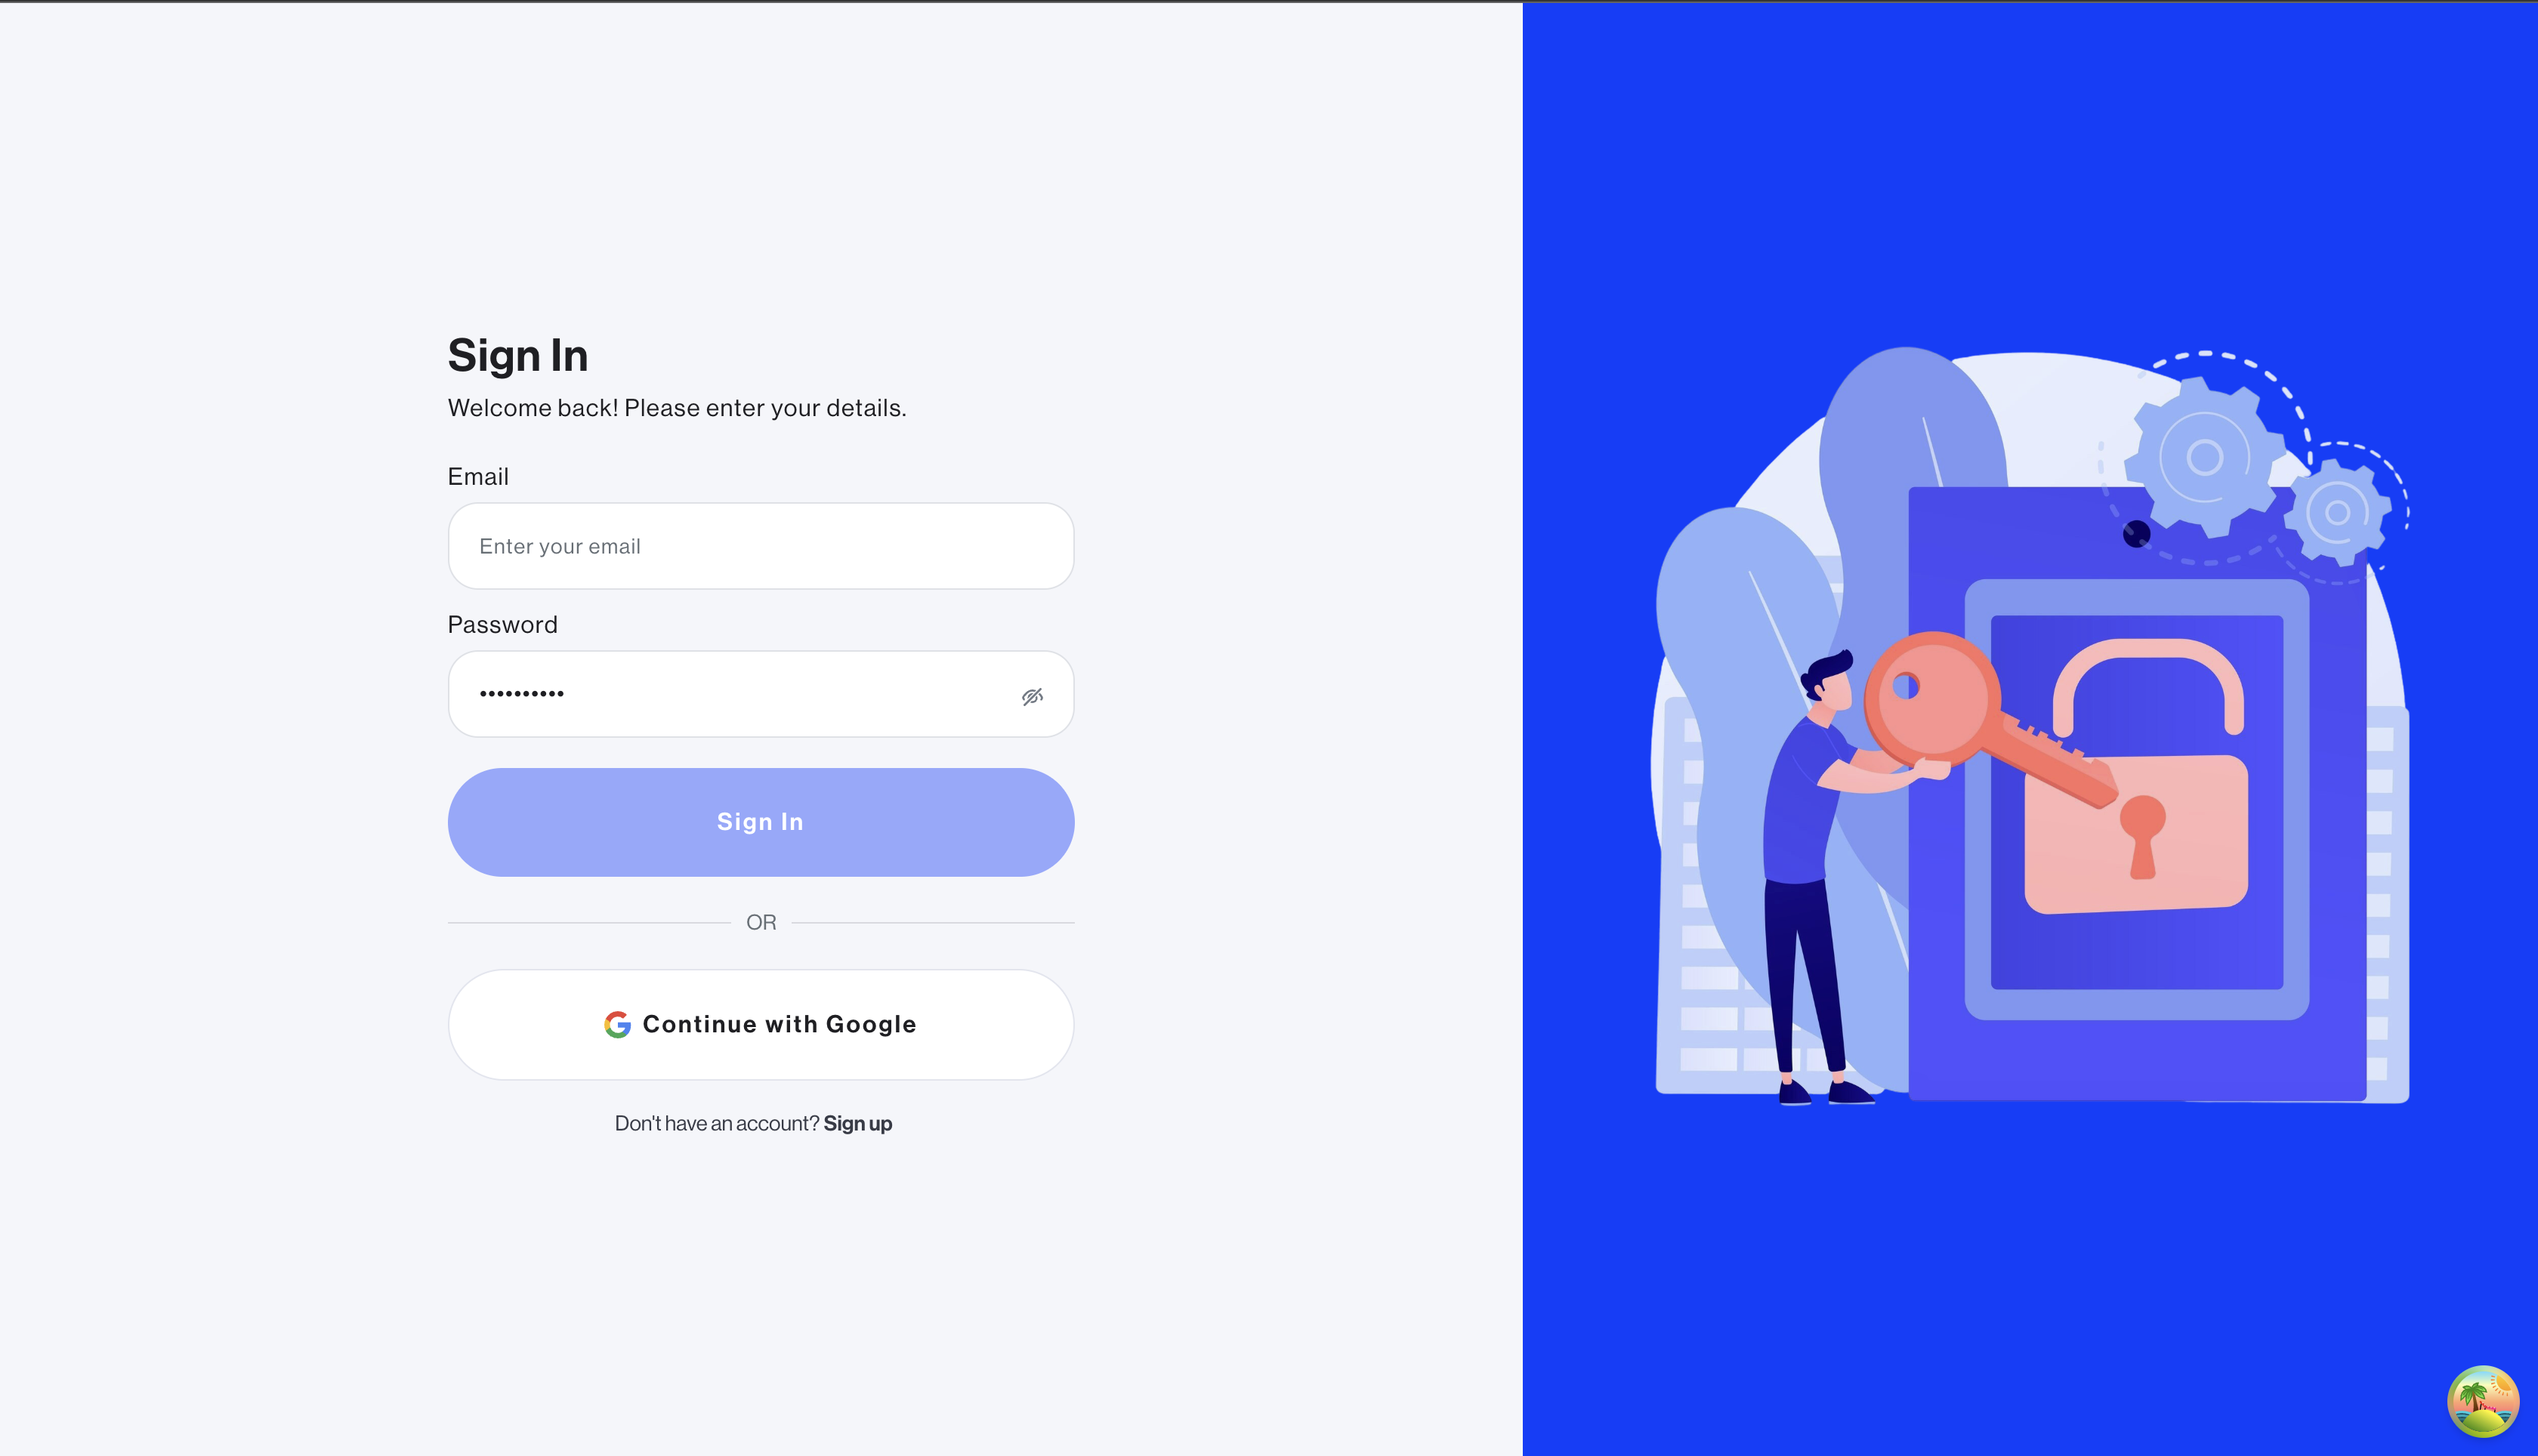 Sign In
Welcome back! Please enter your details.
Email
Enter your email
Password
••••••••••
Sign In
OR
Continue with Google
Don't have an account? Sign up